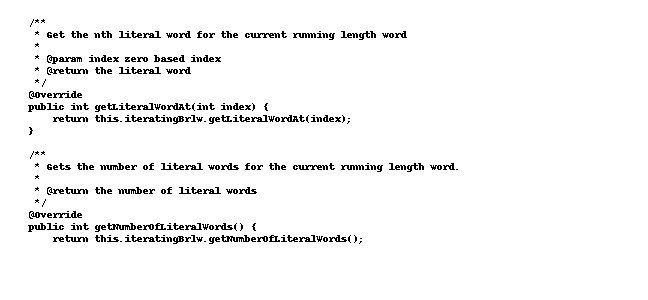 /**
 * Get the nth literal word for the current running length word
 *
 * @param index zero based index
 * @return the literal word
 */
@Override
public int getLiteralWordAt(int index) {
    return this.iteratingBrlw.getLiteralWordAt(index);
}

/**
 * Gets the number of literal words for the current running length word.
 *
 * @return the number of literal words
 */
@Override
public int getNumberOfLiteralWords() {
    return this.iteratingBrlw.getNumberOfLiteralWords();